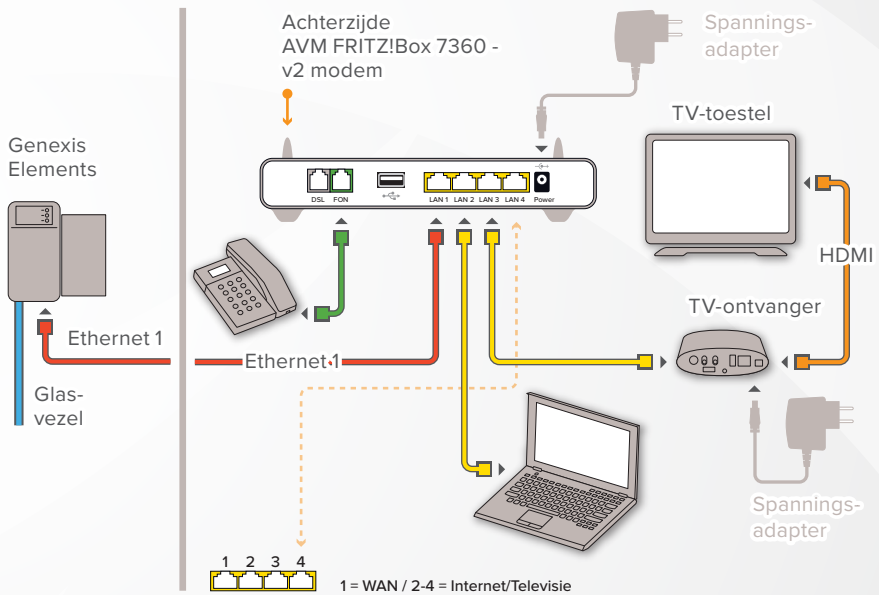 Achterzijde
AVM FRITZ!Box 7360 -
v2 modem
Spannings-
adapter
TV-toestel
Genexis
Elements
DSL FON LAN 1 LAN 2 LAN 3 LAN 4 Power
HDMI
TV-ontvanger
Ethernet 1
Ethernet 1
Glas-
vezel
Spannings-
adapter
1 2 3 4
1 = WAN / 2-4 = Internet/Televisie